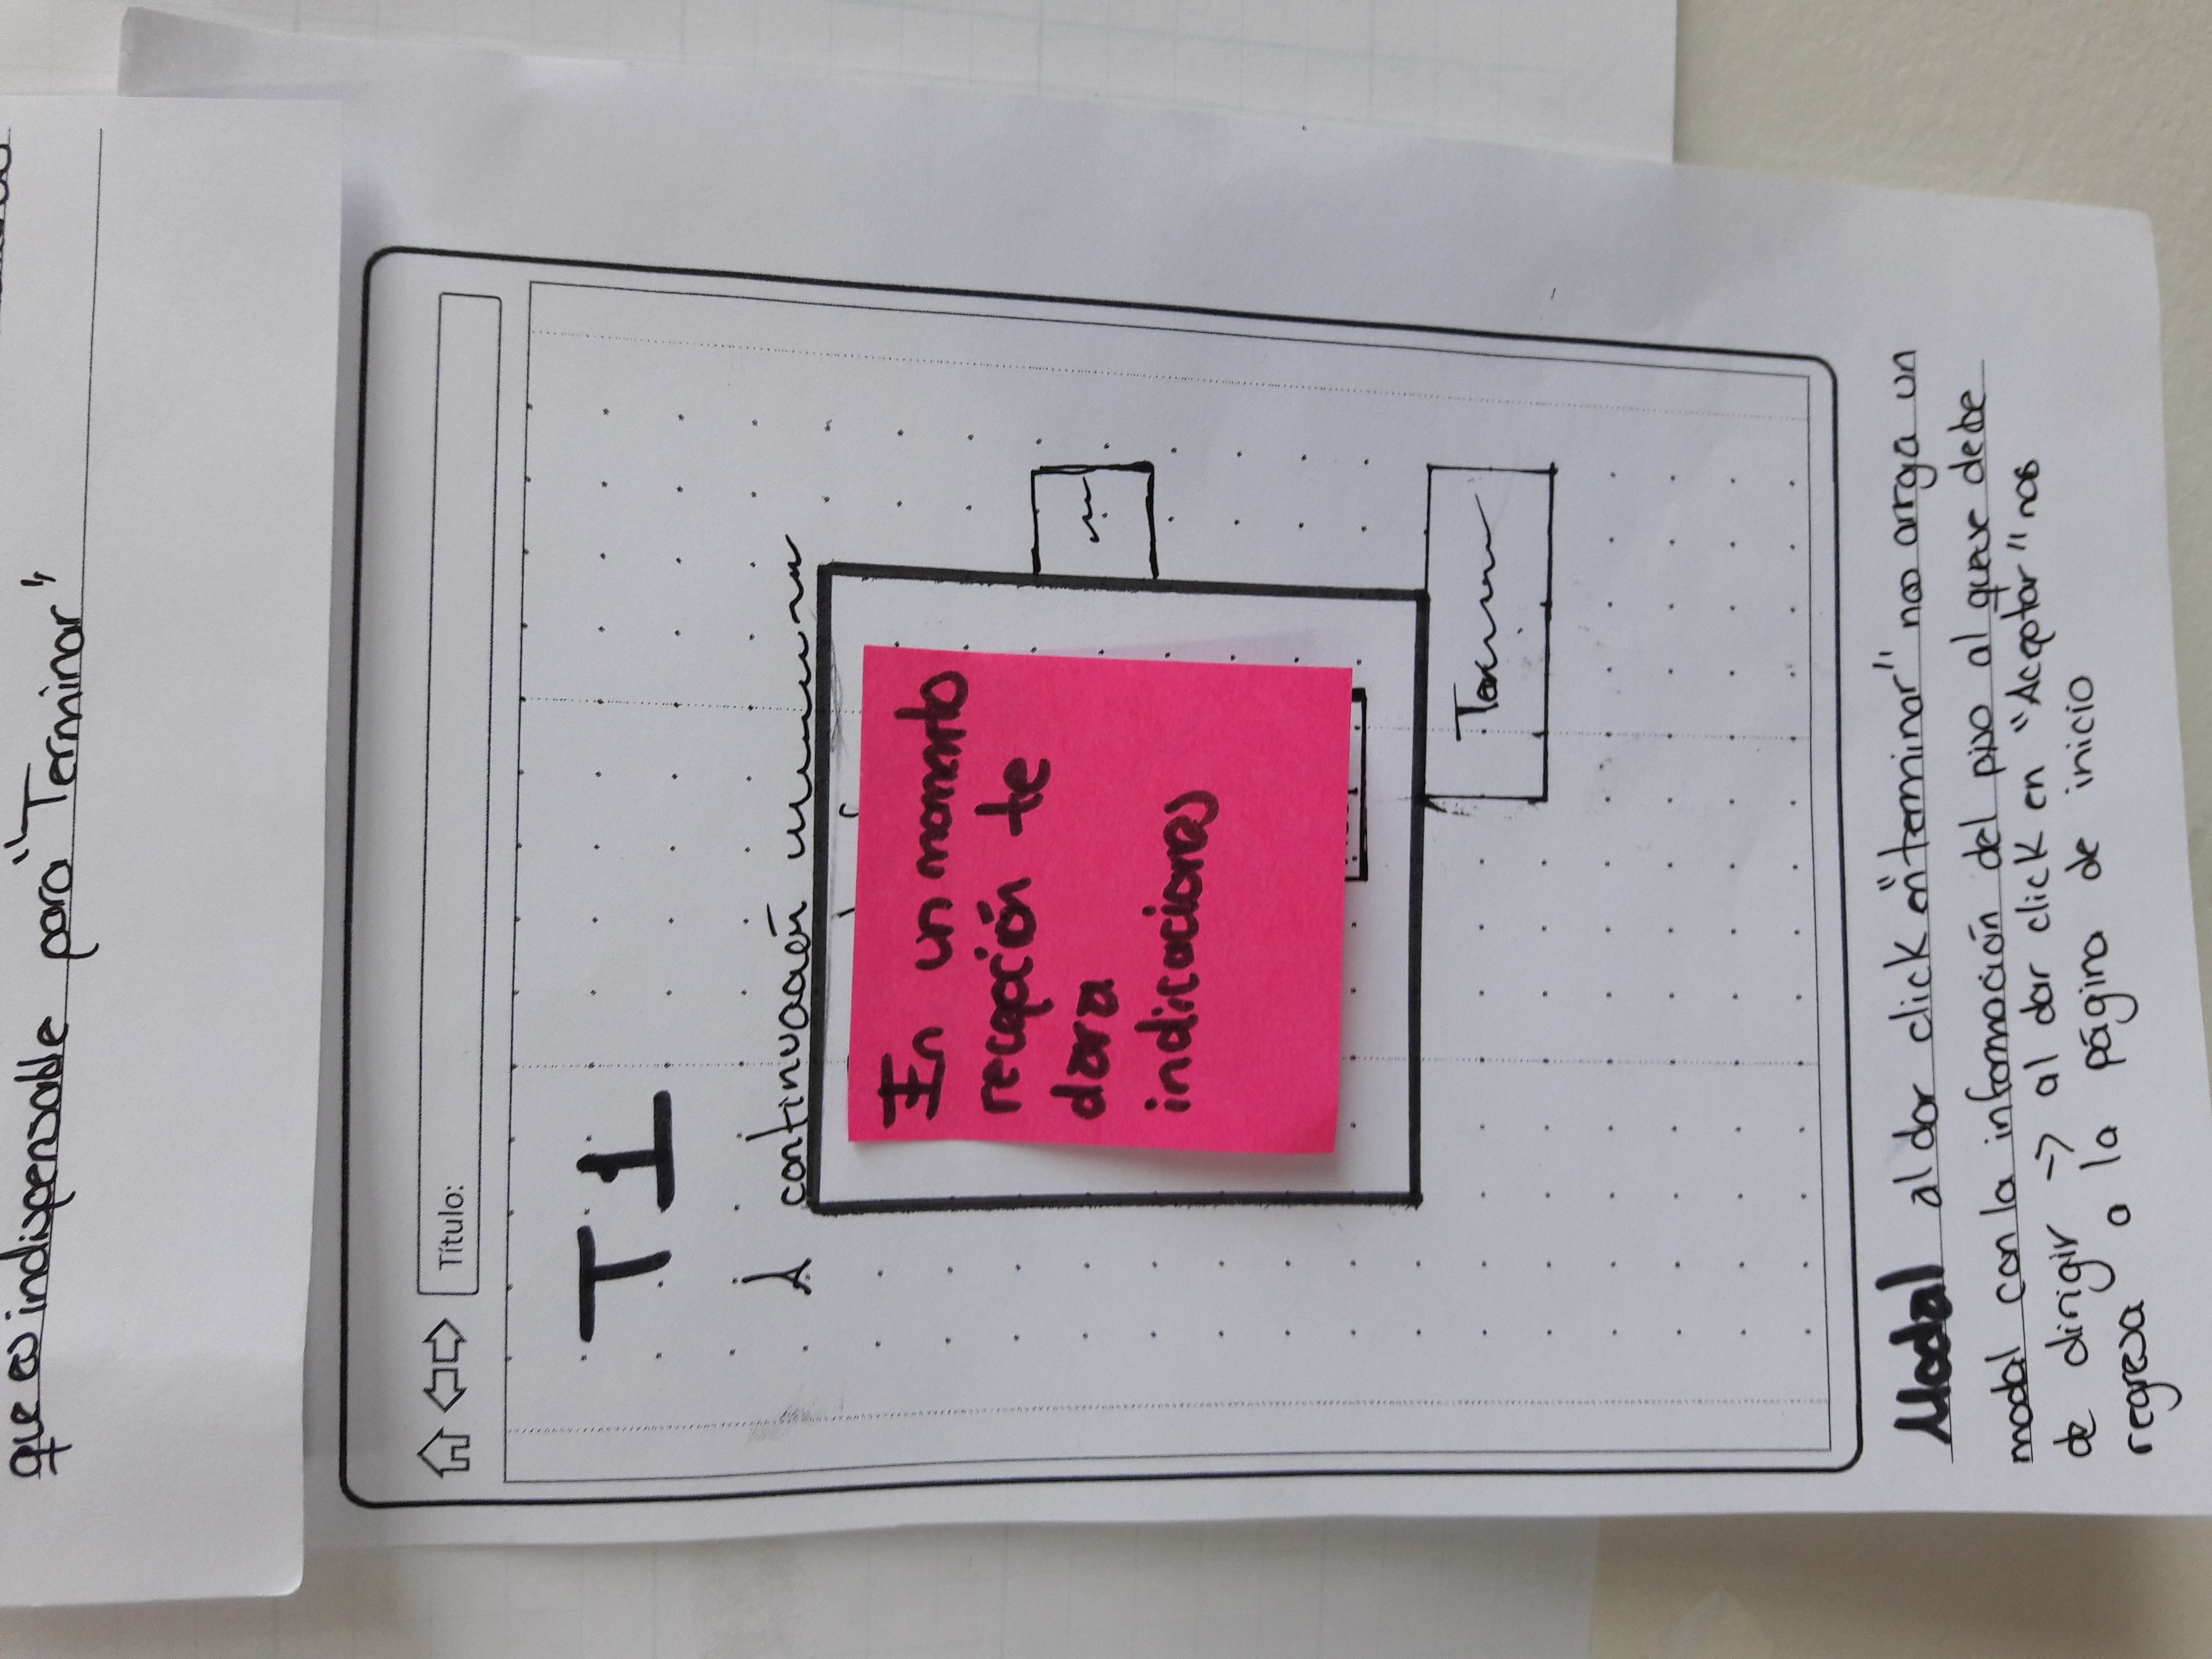 que es indispensable para "Terminar"
Título:
T1
A continuación
En un momento
recepción te
dara
indicaciones
Modal al dar click en "terminar" nos arroja un
modal con la información del piso al que se debe
de dirigir -> al dar click en "Aceptar" nos
regresa a la página de inicio